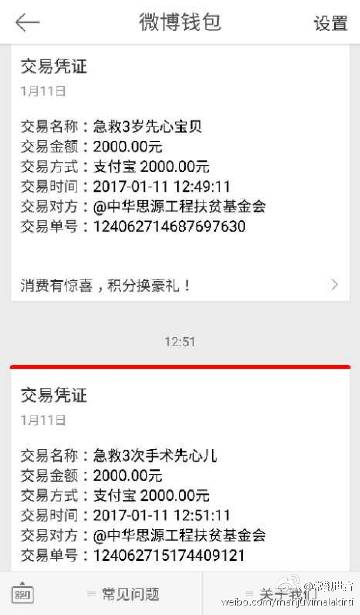 微博钱包
设置
交易凭证
1月11日
交易名称：急救3岁先心宝贝
交易金额：2000.00元
交易方式：支付宝 2000.00元
交易时间：2017-01-11 12:49:11
交易对方：@中华思源工程扶贫基金会
交易单号：124062714687697630
消费有惊喜，积分换豪礼！
12:51
交易凭证
1月11日
交易名称：急救3次手术先心儿
交易金额：2000.00元
交易方式：支付宝 2000.00元
交易时间：2017-01-11 12:51:11
交易对方：@中华思源工程扶贫基金会
交易单号：124062715174409121
常见问题
关于我们
weibo.com/manjuvimalakirti